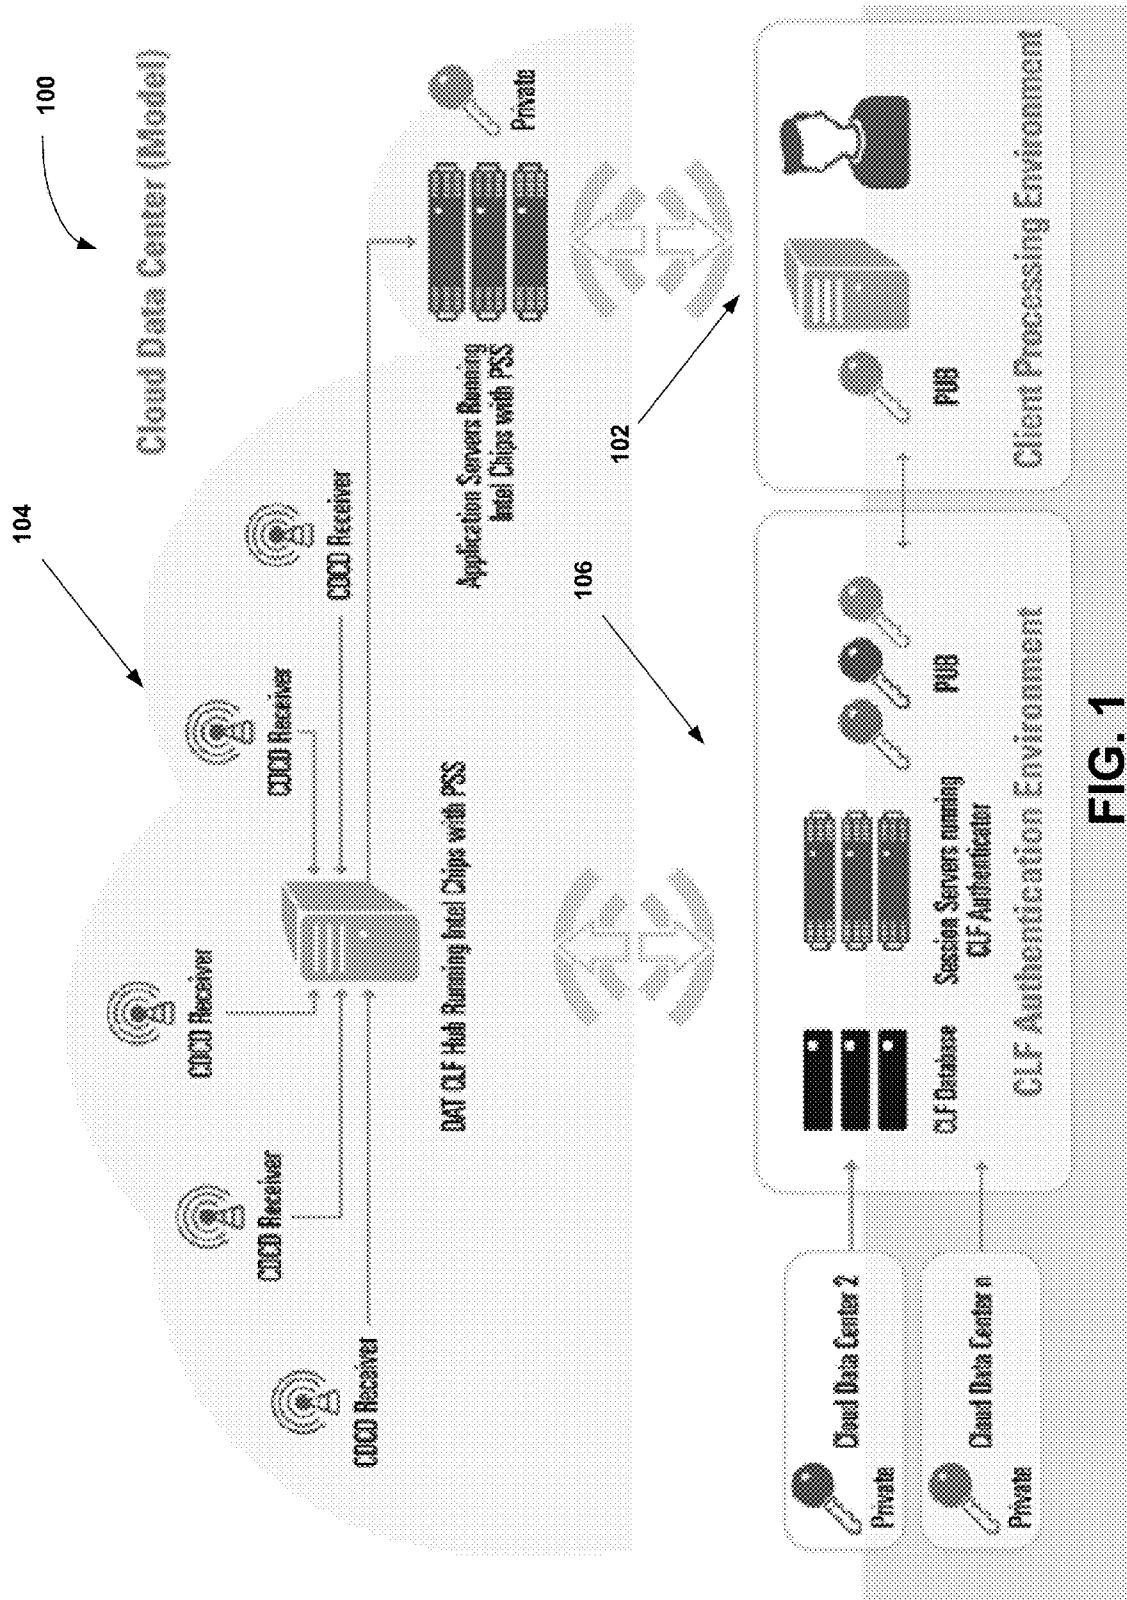 100
Cloud Data Center (Model)
104
CDCD Receiver
CDCD Receiver
CDCD Receiver
CDCD Receiver
CDCD Receiver
Private
DAT CLF Hub Running Intel Chips with PSS
Application Servers Running
Intel Chips with PSS
106
102
Cloud Data Center 2
Private
Cloud Data Center n
Private
CLF Database
Session Servers running
CLF Authenticator
PUB
CLF Authentication Environment
PUB
Client Processing Environment
FIG. 1